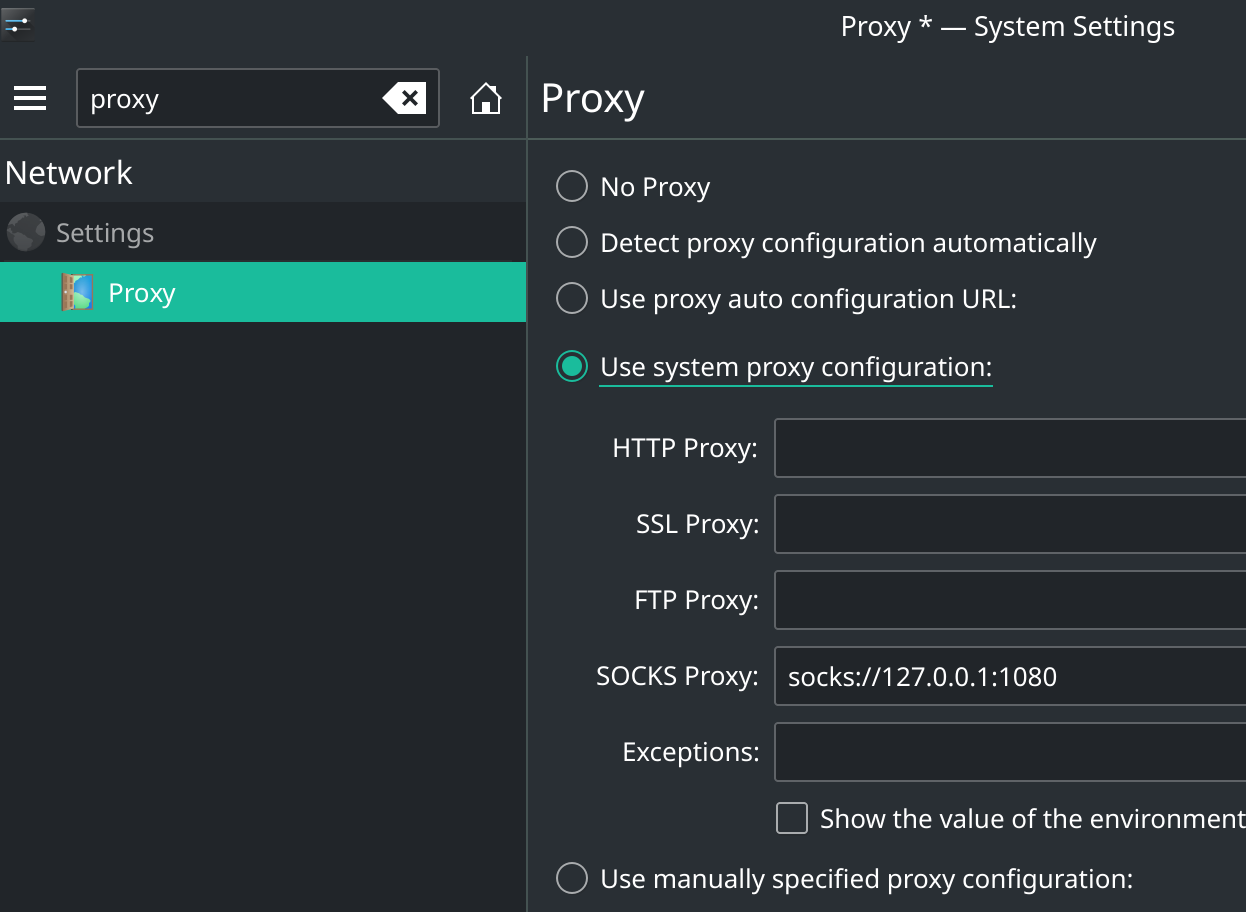 Proxy * — System Settings
proxy
Proxy
Network
Settings
Proxy
No Proxy
Detect proxy configuration automatically
Use proxy auto configuration URL:
Use system proxy configuration:
HTTP Proxy:
SSL Proxy:
FTP Proxy:
SOCKS Proxy: socks://127.0.0.1:1080
Exceptions:
Show the value of the environment
Use manually specified proxy configuration: